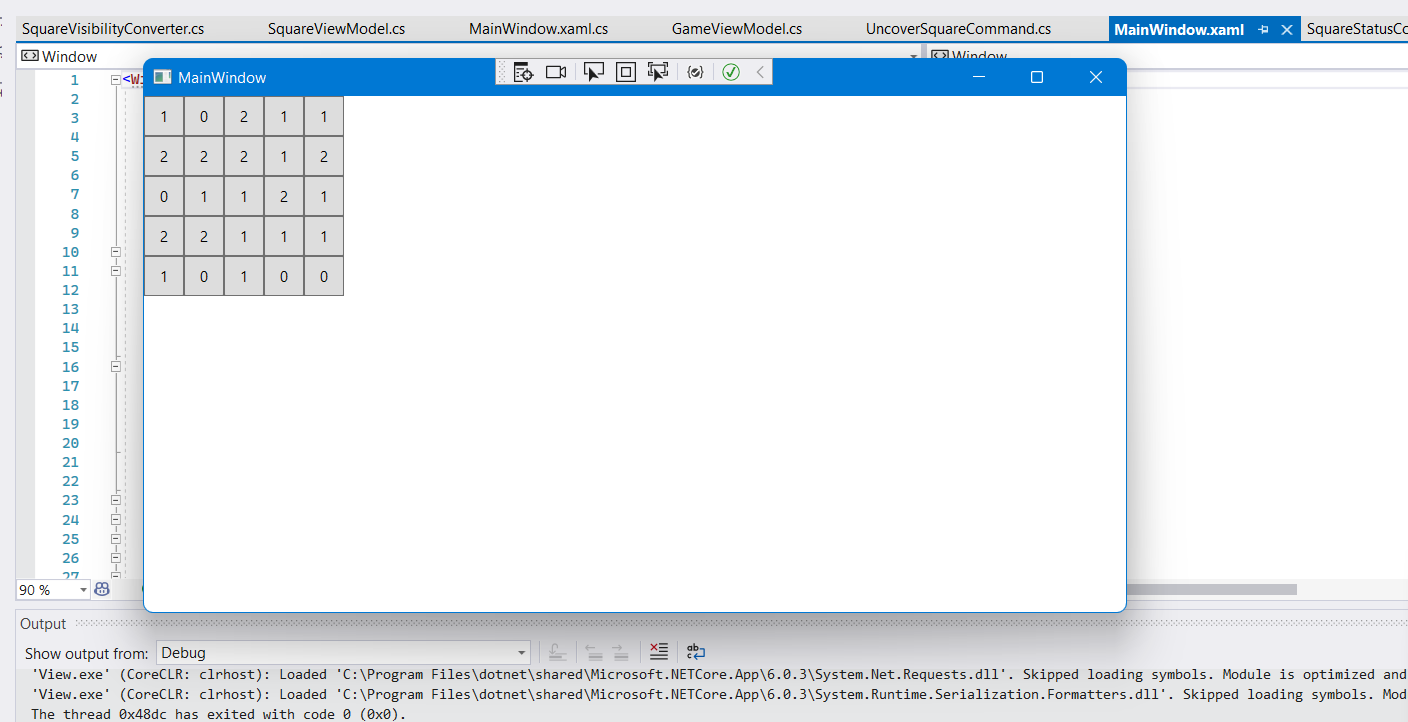 SquareVisibilityConverter.cs SquareViewModel.cs MainWindow.xaml.cs GameViewModel.cs UncoverSquareCommand.cs MainWindow.xaml SquareStatusCo
Window Window
MainWindow
1 <Wi
2
3
4
5
6
7
8
9
10
11
12
13
14
15
16
17
18
19
20
21
22
23
24
25
26
27
1 0 2 1 1
2 2 2 1 2
0 1 1 2 1
2 2 1 1 1
1 0 1 0 0
90 %
Output
Show output from: Debug
'View.exe' (CoreCLR: clrhost): Loaded 'C:\Program Files\dotnet\shared\Microsoft.NETCore.App\6.0.3\System.Net.Requests.dll'. Skipped loading symbols. Module is optimized and
'View.exe' (CoreCLR: clrhost): Loaded 'C:\Program Files\dotnet\shared\Microsoft.NETCore.App\6.0.3\System.Runtime.Serialization.Formatters.dll'. Skipped loading symbols. Mod
The thread 0x48dc has exited with code 0 (0x0).